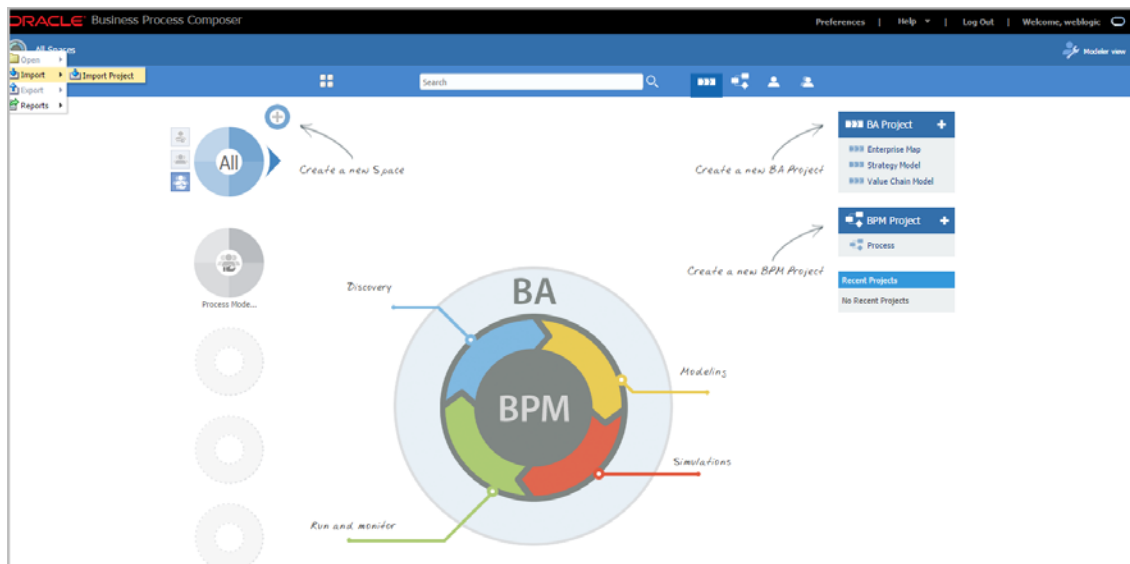 ORACLE Business Process Composer
Preferences | Help | Log Out | Welcome, weblogic
All Spaces
Modeler view
Open
Import
Import Project
Export
Reports
Search
All
Create a new Space
Process Mode...
Create a new BA Project
BA Project +
Enterprise Map
Strategy Model
Value Chain Model
Create a new BPM Project
BPM Project +
Process
Recent Projects
No Recent Projects
BA
BPM
Discovery
Modeling
Simulations
Run and monitor